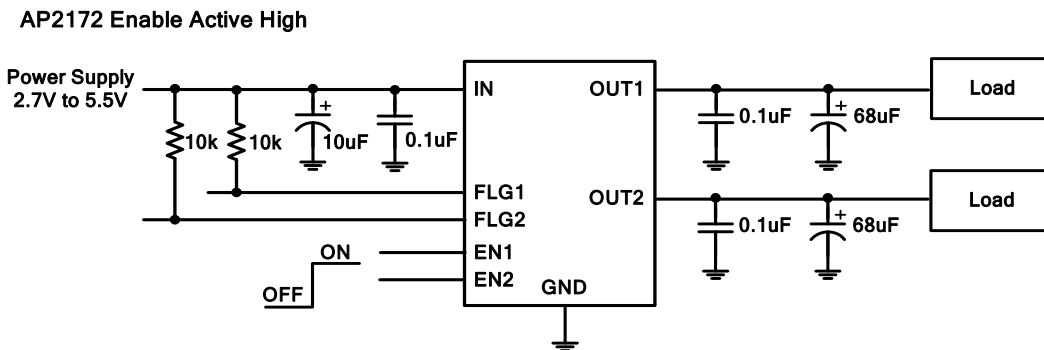 AP2172 Enable Active High
Power Supply
2.7V to 5.5V
10k
10k
10uF
0.1uF
IN
FLG1
FLG2
EN1
EN2
GND
OUT1
OUT2
0.1uF
68uF
Load
0.1uF
68uF
Load
ON
OFF